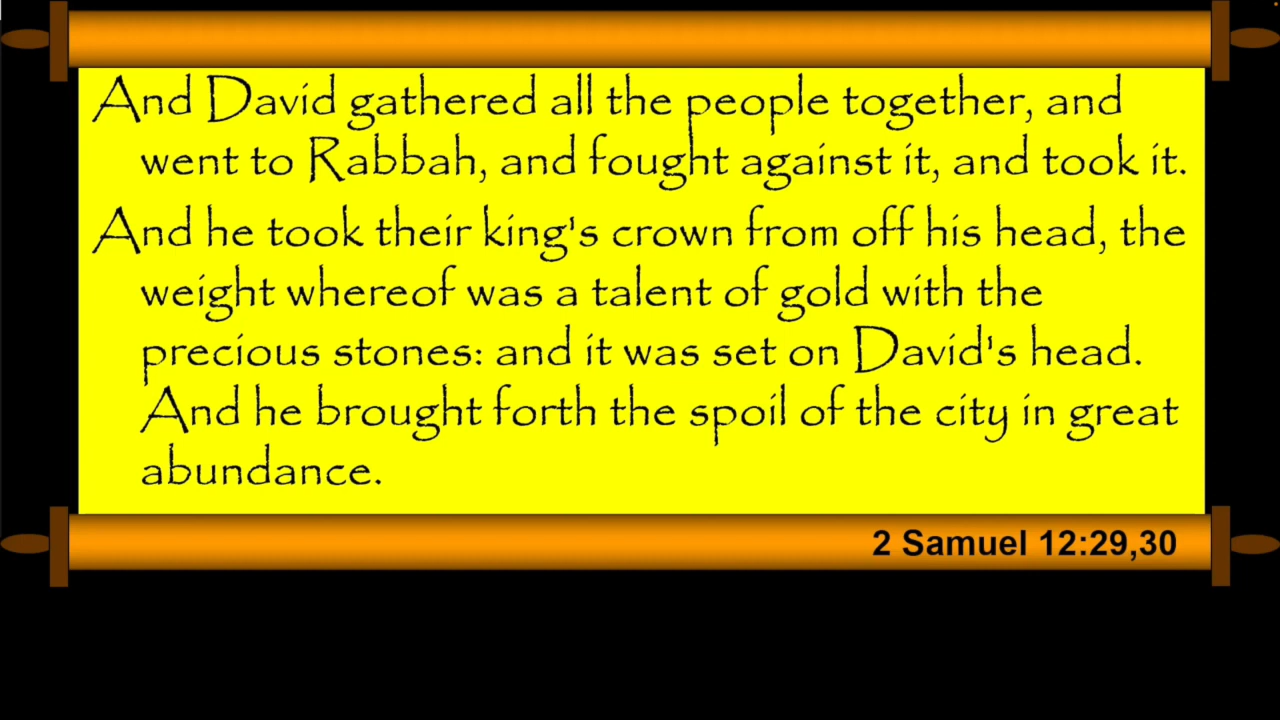 And David gathered all the people together, and
went to Rabbah, and fought against it, and took it.
And he took their king's crown from off his head, the
weight whereof was a talent of gold with the
precious stones: and it was set on David's head.
And he brought forth the spoil of the city in great
abundance.
2 Samuel 12:29,30